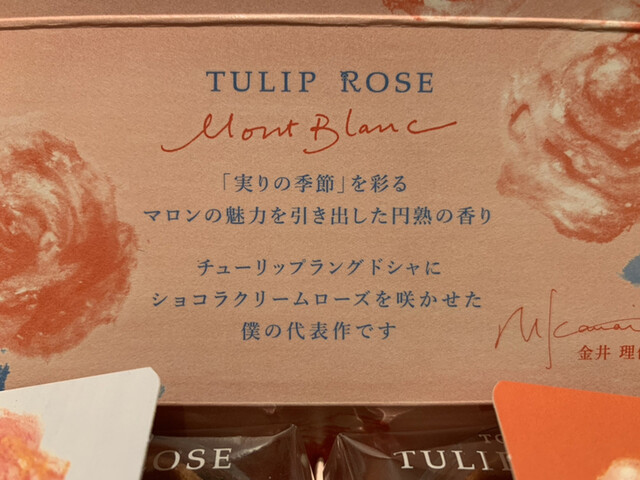 TULIP ROSE
Mont Blanc
「実りの季節」を彩る
マロンの魅力を引き出した円熟の香り
チューリップラングドシャに
ショコラクリームローズを咲かせた
僕の代表作です
金井 理
OSE
TULIP